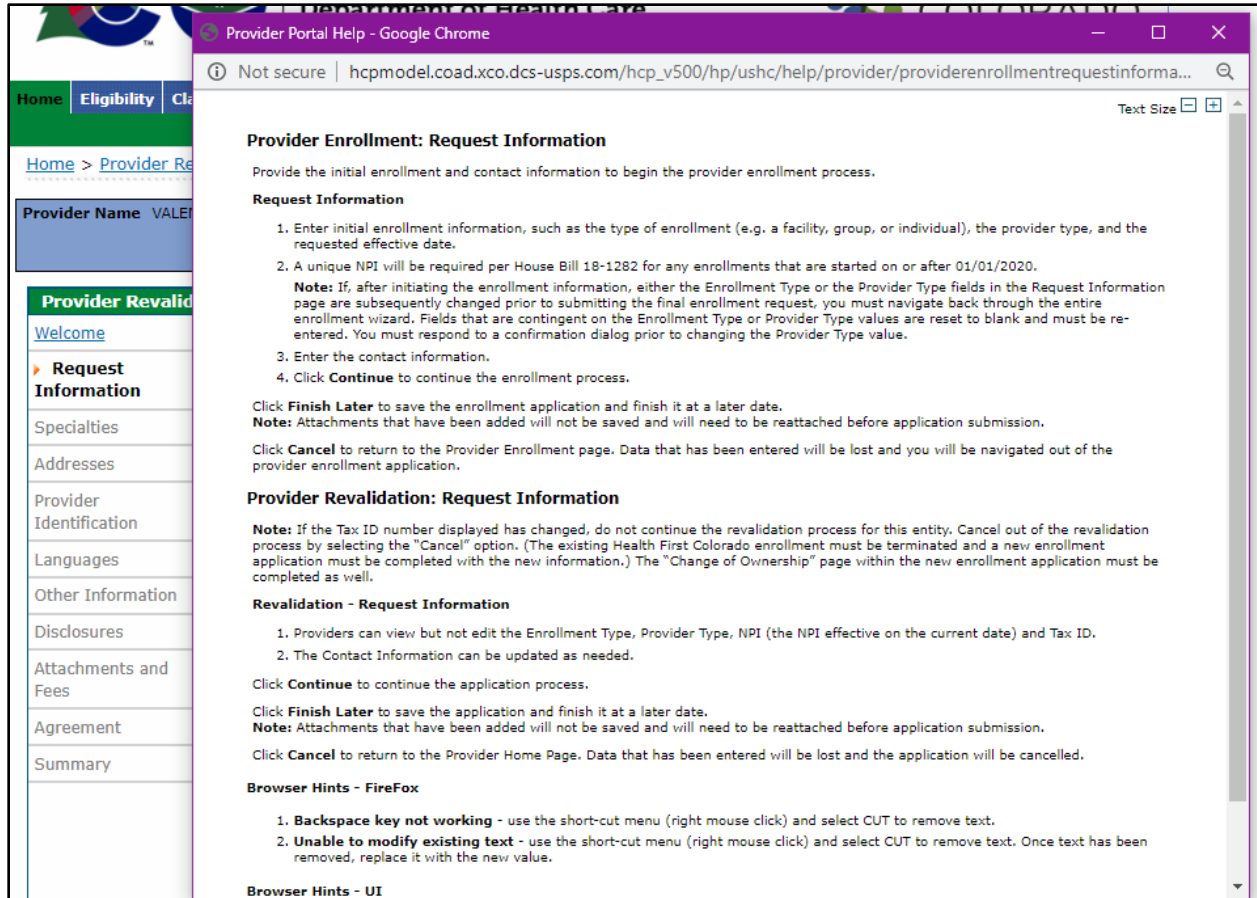 Department of Health Care
COLORADO
TM
Provider Portal Help - Google Chrome
Not secure | hcpmodel.coad.xco.dcs-usps.com/hcp_v500/hp/ushc/help/provider/providerenrollmentrequestinforma...
Home Eligibility Cla
Text Size
Home > Provider Re
Provider Name VALEN
Provider Revalid
Welcome
Request
Information
Specialties
Addresses
Provider
Identification
Languages
Other Information
Disclosures
Attachments and
Fees
Agreement
Summary
Provider Enrollment: Request Information
Provide the initial enrollment and contact information to begin the provider enrollment process.
Request Information
1. Enter initial enrollment information, such as the type of enrollment (e.g. a facility, group, or individual), the provider type, and the
requested effective date.
2. A unique NPI will be required per House Bill 18-1282 for any enrollments that are started on or after 01/01/2020.
Note: If, after initiating the enrollment information, either the Enrollment Type or the Provider Type fields in the Request Information
page are subsequently changed prior to submitting the final enrollment request, you must navigate back through the entire
enrollment wizard. Fields that are contingent on the Enrollment Type or Provider Type values are reset to blank and must be re-
entered. You must respond to a confirmation dialog prior to changing the Provider Type value.
3. Enter the contact information.
4. Click Continue to continue the enrollment process.
Click Finish Later to save the enrollment application and finish it at a later date.
Note: Attachments that have been added will not be saved and will need to be reattached before application submission.
Click Cancel to return to the Provider Enrollment page. Data that has been entered will be lost and you will be navigated out of the
provider enrollment application.
Provider Revalidation: Request Information
Note: If the Tax ID number displayed has changed, do not continue the revalidation process for this entity. Cancel out of the revalidation
process by selecting the "Cancel" option. (The existing Health First Colorado enrollment must be terminated and a new enrollment
application must be completed with the new information.) The "Change of Ownership" page within the new enrollment application must be
completed as well.
Revalidation - Request Information
1. Providers can view but not edit the Enrollment Type, Provider Type, NPI (the NPI effective on the current date) and Tax ID.
2. The Contact Information can be updated as needed.
Click Continue to continue the application process.
Click Finish Later to save the application and finish it at a later date.
Note: Attachments that have been added will not be saved and will need to be reattached before application submission.
Click Cancel to return to the Provider Home Page. Data that has been entered will be lost and the application will be cancelled.
Browser Hints - FireFox
1. Backspace key not working - use the short-cut menu (right mouse click) and select CUT to remove text.
2. Unable to modify existing text - use the short-cut menu (right mouse click) and select CUT to remove text. Once text has been
removed, replace it with the new value.
Browser Hints - UI